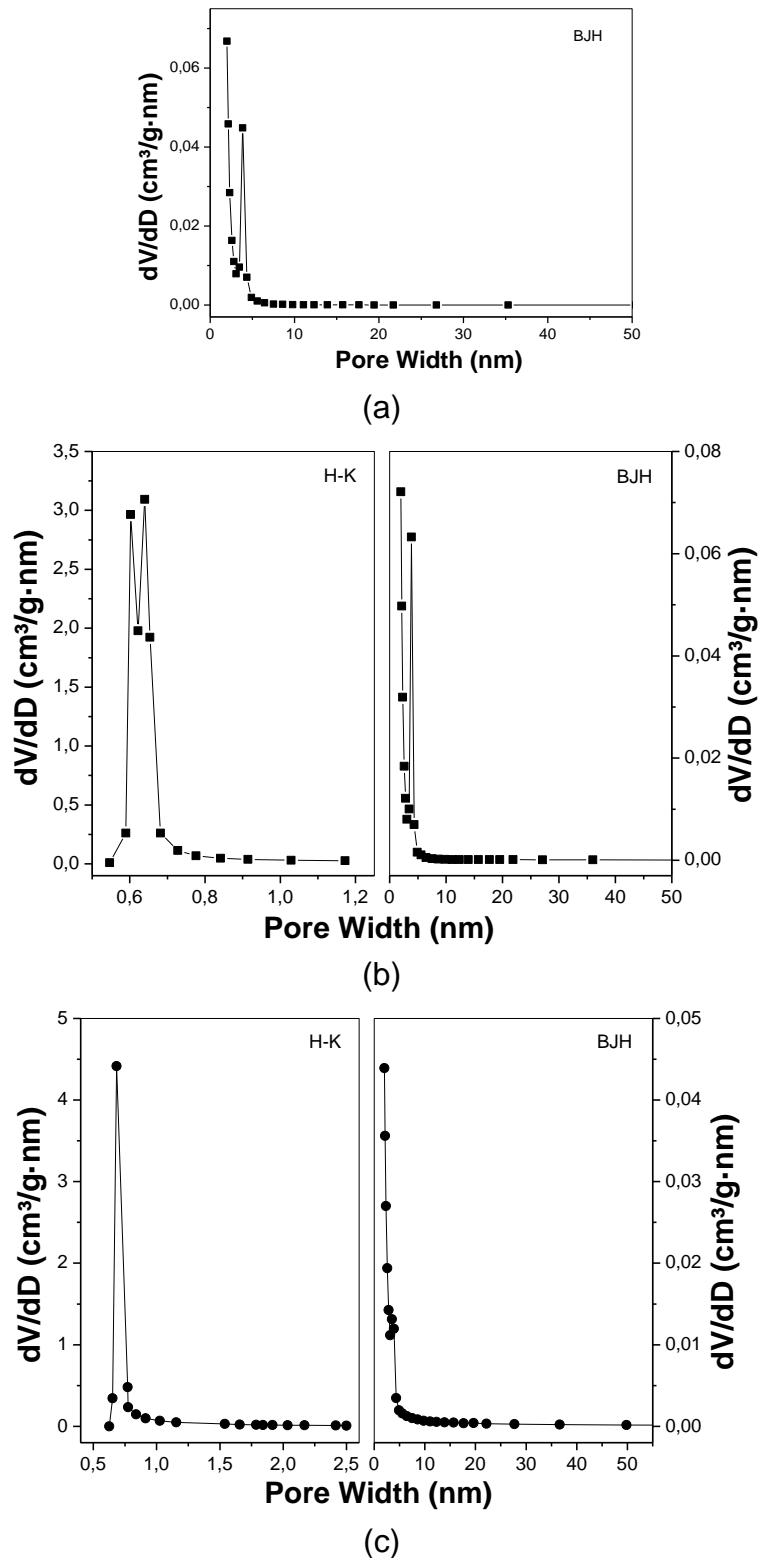 BJH
dV/dD (cm³/g·nm)
0,06
0,04
0,02
0,00
0 10 20 30 40 50
Pore Width (nm)
(a)
H-K
dV/dD (cm³/g·nm)
3,5
3,0
2,5
2,0
1,5
1,0
0,5
0,0
0,6 0,8 1,0 1,2
BJH
0,08
0,06
0,04
0,02
0,00
dV/dD (cm³/g·nm)
0 10 20 30 40 50
Pore Width (nm)
(b)
H-K
dV/dD (cm³/g·nm)
5
4
3
2
1
0
0,5 1,0 1,5 2,0 2,5
BJH
0,05
0,04
0,03
0,02
0,01
0,00
dV/dD (cm³/g·nm)
0 10 20 30 40 50
Pore Width (nm)
(c)